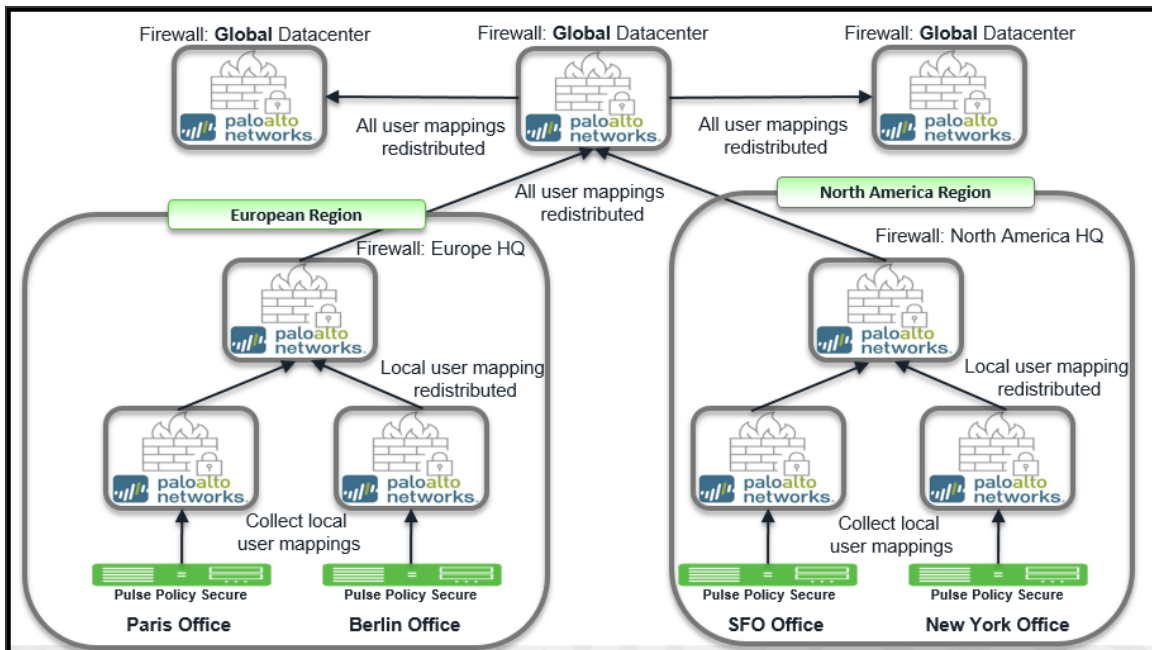 Firewall: Global Datacenter
Firewall: Global Datacenter
Firewall: Global Datacenter
paloalto
networks.
paloalto
networks.
paloalto
networks.
All user mappings
redistributed
All user mappings
redistributed
All user mappings
redistributed
European Region
North America Region
Firewall: Europe HQ
Firewall: North America HQ
paloalto
networks.
paloalto
networks.
Local user mapping
redistributed
Local user mapping
redistributed
paloalto
networks.
paloalto
networks.
paloalto
networks.
paloalto
networks.
Collect local
user mappings
Collect local
user mappings
Pulse Policy Secure
Pulse Policy Secure
Pulse Policy Secure
Pulse Policy Secure
Paris Office
Berlin Office
SFO Office
New York Office